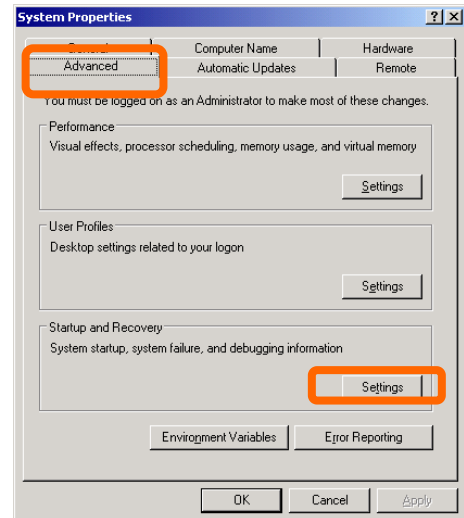 System Properties
General Computer Name Hardware
Advanced Automatic Updates Remote
You must be logged on as an Administrator to make most of these changes.
Performance
Visual effects, processor scheduling, memory usage, and virtual memory
Settings
User Profiles
Desktop settings related to your logon
Settings
Startup and Recovery
System startup, system failure, and debugging information
Settings
Environment Variables Error Reporting
OK Cancel Apply